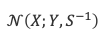 𝒩(X; Y, S⁻¹)